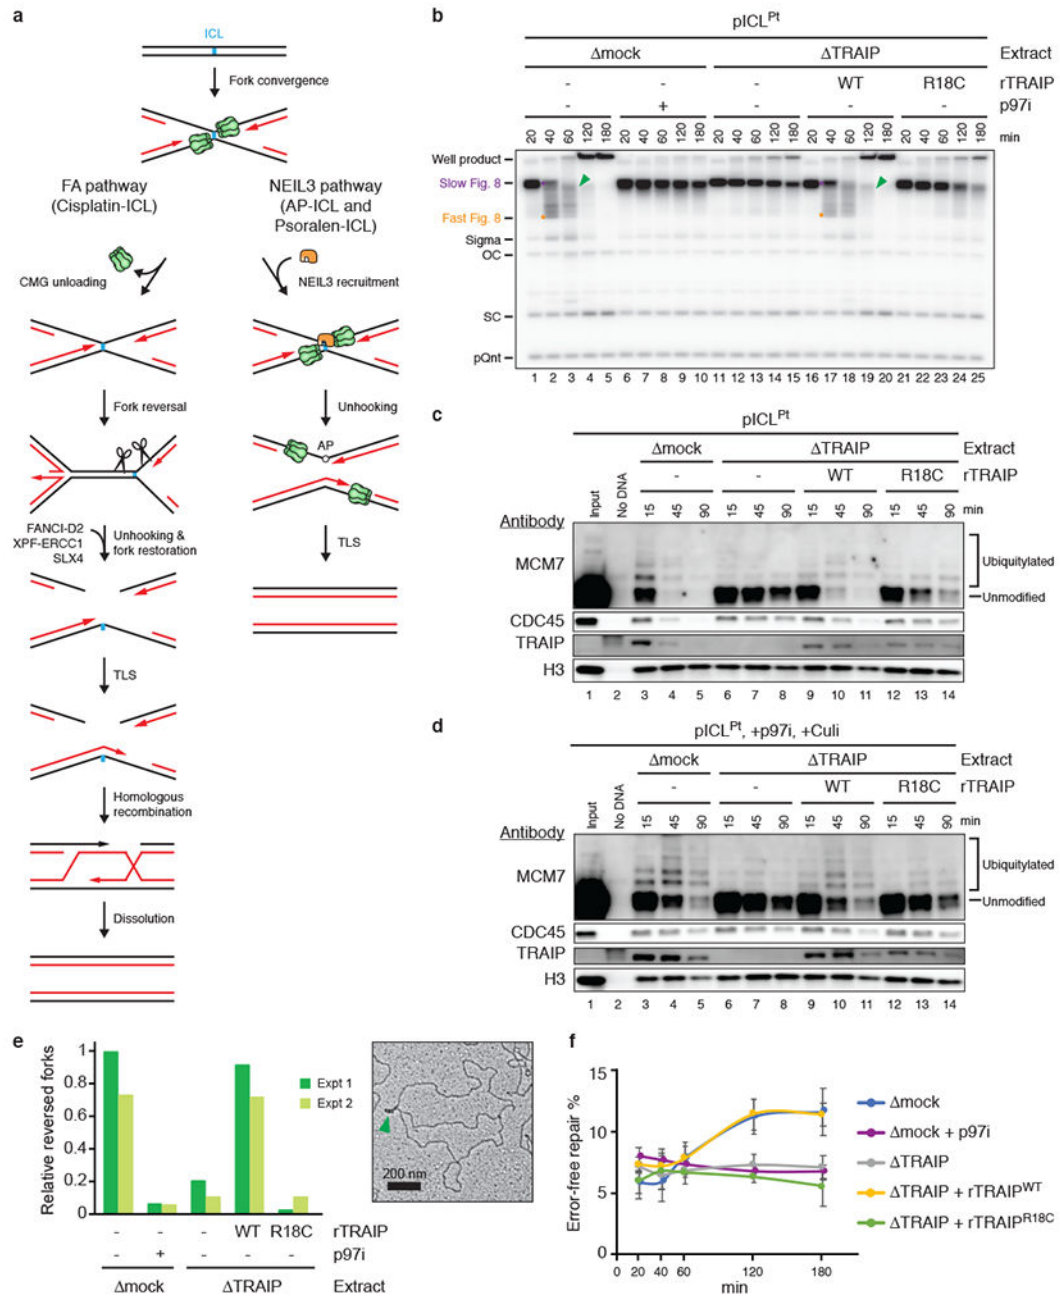 a
ICL
Fork convergence
FA pathway
(Cisplatin-ICL)
NEIL3 pathway
(AP-ICL and
Psoralen-ICL)
CMG unloading
NEIL3 recruitment
Fork reversal
Unhooking
AP
FANCI-D2
XPF-ERCC1
SLX4
Unhooking &
fork restoration
TLS
TLS
Homologous
recombination
Dissolution
b
pICLPt
Δmock ΔTRAIP Extract
- - - WT R18C rTRAIP
- + - - - p97i
20 40 60 120 180 20 40 60 120 180 20 40 60 120 180 20 40 60 120 180 20 40 60 120 180 min
Well product
Slow Fig. 8
Fast Fig. 8
Sigma
OC
SC
pQnt
1 2 3 4 5 6 7 8 9 10 11 12 13 14 15 16 17 18 19 20 21 22 23 24 25
c
pICLPt
Δmock ΔTRAIP Extract
- - WT R18C rTRAIP
Input No DNA 15 45 90 15 45 90 15 45 90 15 45 90 min
Antibody
MCM7
Ubiquitylated
Unmodified
CDC45
TRAIP
H3
1 2 3 4 5 6 7 8 9 10 11 12 13 14
d
pICLPt, +p97i, +Culi
Δmock ΔTRAIP Extract
- - WT R18C rTRAIP
Input No DNA 15 45 90 15 45 90 15 45 90 15 45 90 min
Antibody
MCM7
Ubiquitylated
Unmodified
CDC45
TRAIP
H3
1 2 3 4 5 6 7 8 9 10 11 12 13 14
e
Relative reversed forks
1
0.8
0.6
0.4
0.2
0
Expt 1
Expt 2
- - - WT R18C rTRAIP
- + - - - p97i
Δmock ΔTRAIP Extract
200 nm
f
Error-free repair %
15
10
5
0
0 20 40 60 120 180
min
Δmock
Δmock + p97i
ΔTRAIP
ΔTRAIP + rTRAIPWT
ΔTRAIP + rTRAIPR18C